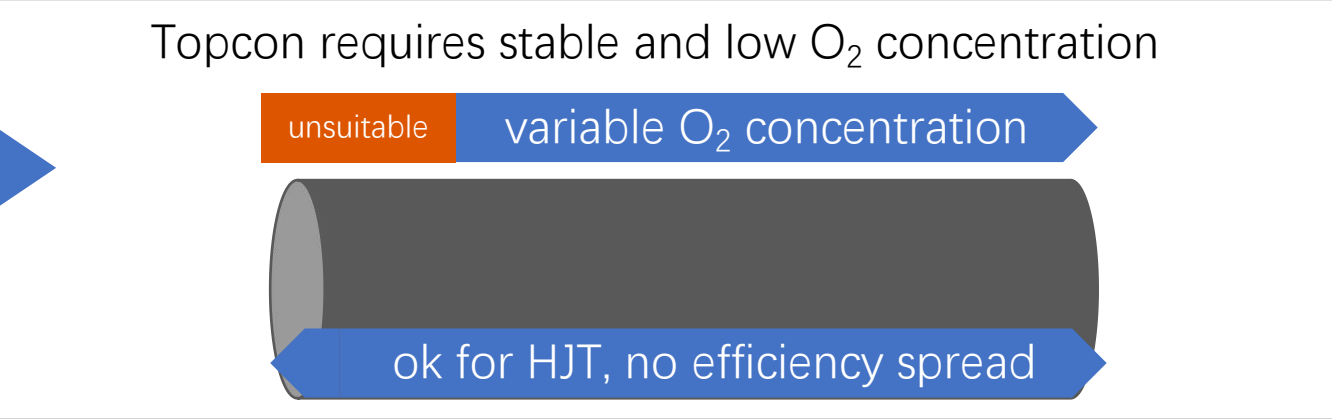 Topcon requires stable and low O₂ concentration
unsuitable
variable O₂ concentration
ok for HJT, no efficiency spread